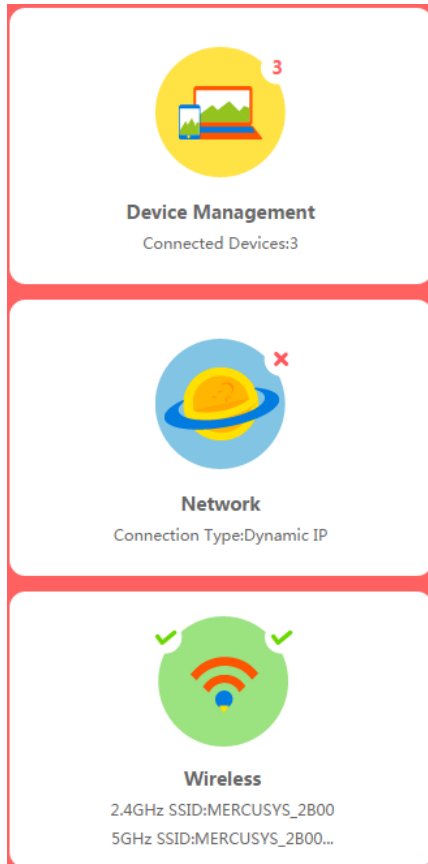 3
Device Management
Connected Devices:3
Network
Connection Type:Dynamic IP
Wireless
2.4GHz SSID:MERCUSYS_2B00
5GHz SSID:MERCUSYS_2B00...